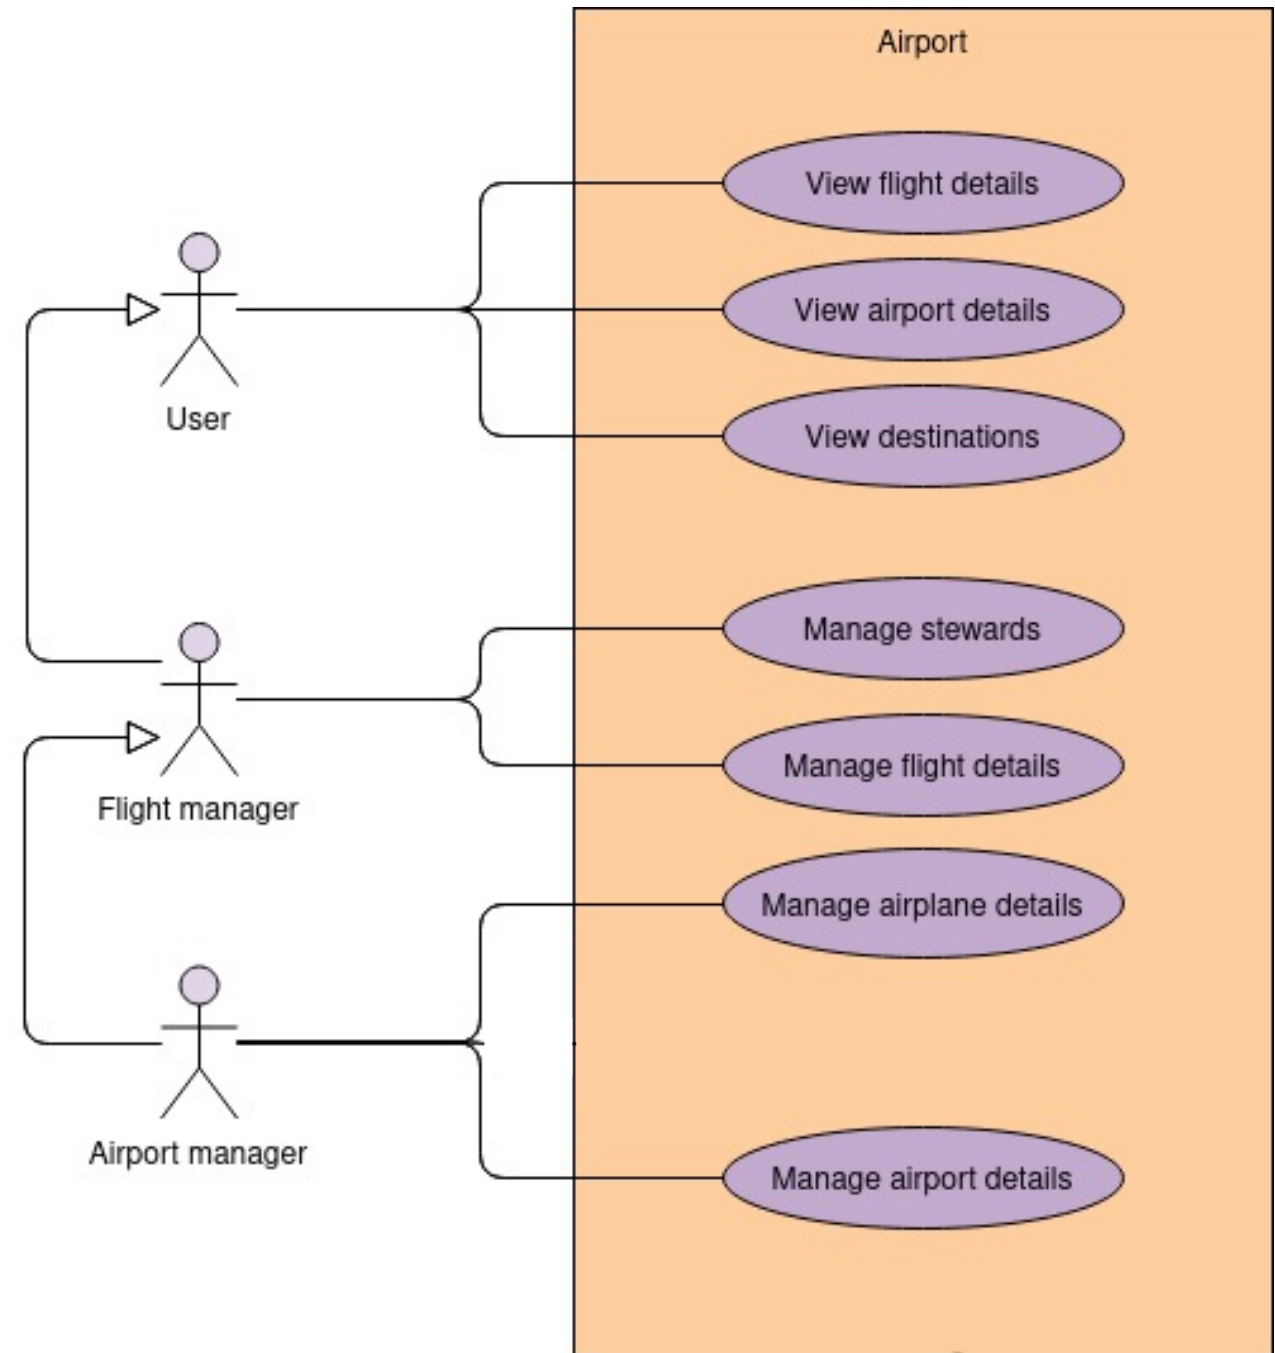 Airport
View flight details
View airport details
View destinations
User
Manage stewards
Manage flight details
Flight manager
Manage airplane details
Airport manager
Manage airport details